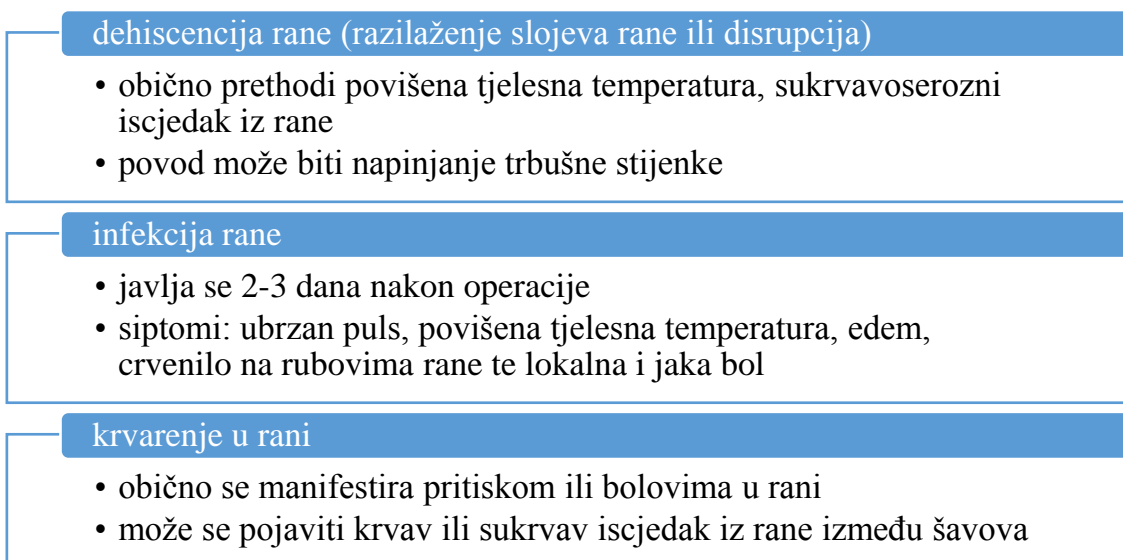 dehiscencija rane (razilaženje slojeva rane ili disrupcija)
• obično prethodi povišena tjelesna temperatura, sukrvavoserozni
iscjedak iz rane
• povod može biti napinjanje trbušne stijenke
infekcija rane
• javlja se 2-3 dana nakon operacije
• siptomi: ubrzan puls, povišena tjelesna temperatura, edem,
crvenilo na rubovima rane te lokalna i jaka bol
krvarenje u rani
• obično se manifestira pritiskom ili bolovima u rani
• može se pojaviti krvav ili sukrvav iscjedak iz rane između šavova